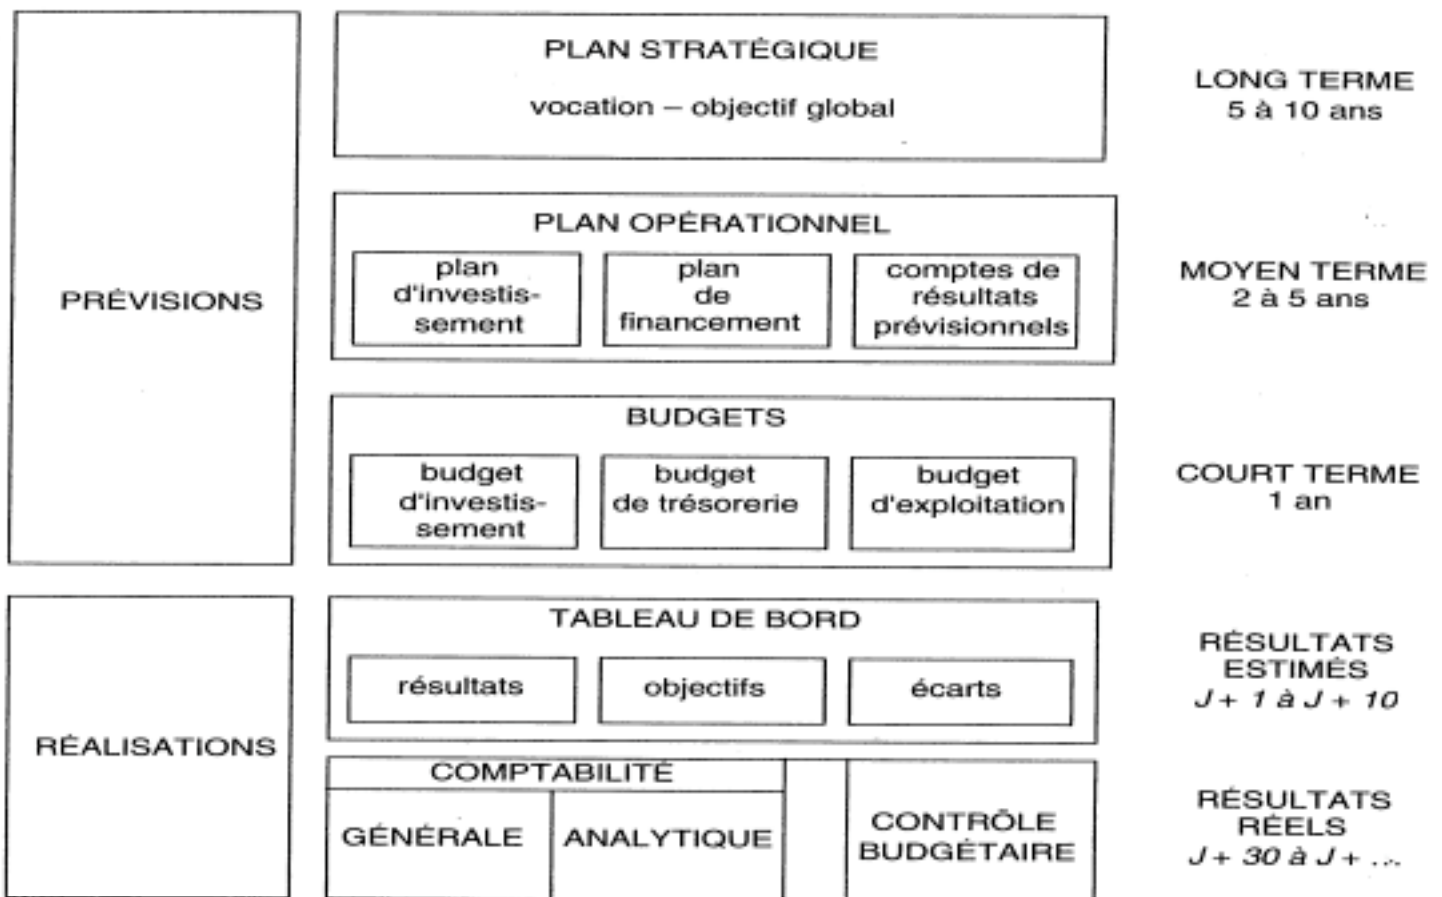 PLAN STRATÉGIQUE
vocation – objectif global
LONG TERME
5 à 10 ans
PRÉVISIONS
PLAN OPÉRATIONNEL
plan
d'investis-
sement
plan
de
financement
comptes de
résultats
prévisionnels
MOYEN TERME
2 à 5 ans
BUDGETS
budget
d'investis-
sement
budget
de trésorerie
budget
d'exploitation
COURT TERME
1 an
RÉALISATIONS
TABLEAU DE BORD
résultats
objectifs
écarts
RÉSULTATS
ESTIMÉS
J + 1 à J + 10
COMPTABILITÉ
GÉNÉRALE
ANALYTIQUE
CONTRÔLE
BUDGÉTAIRE
RÉSULTATS
RÉELS
J + 30 à J + ...